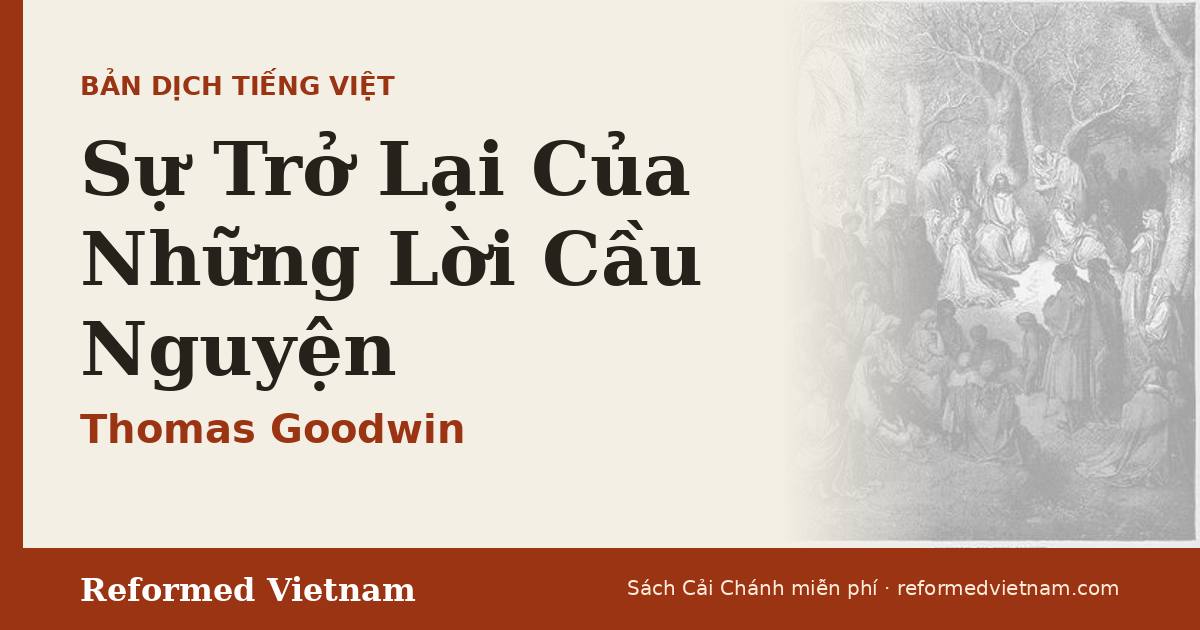 BẢN DỊCH TIẾNG VIỆT
Sự Trở Lại Của
Những Lời Cầu
Nguyện
Thomas Goodwin
Reformed Vietnam
Sách Cải Chánh miễn phí · reformedvietnam.com